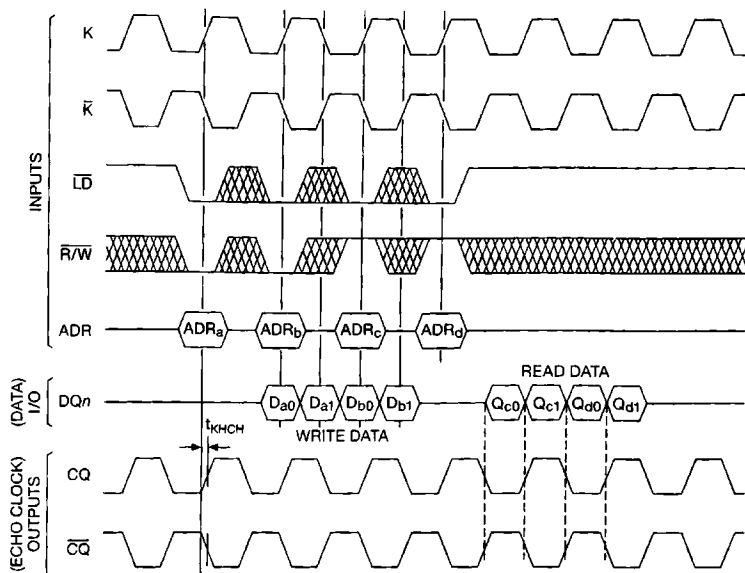 INPUTS
K
K̅
L̅D̅
R̅/̅W̅
ADR
ADRa ADRb ADRc ADRd
(DATA) I/O
DQn
Da0 Da1 Db0 Db1
WRITE DATA
READ DATA
Qc0 Qc1 Qd0 Qd1
tKHCH
(ECHO CLOCK) OUTPUTS
CQ
C̅Q̅